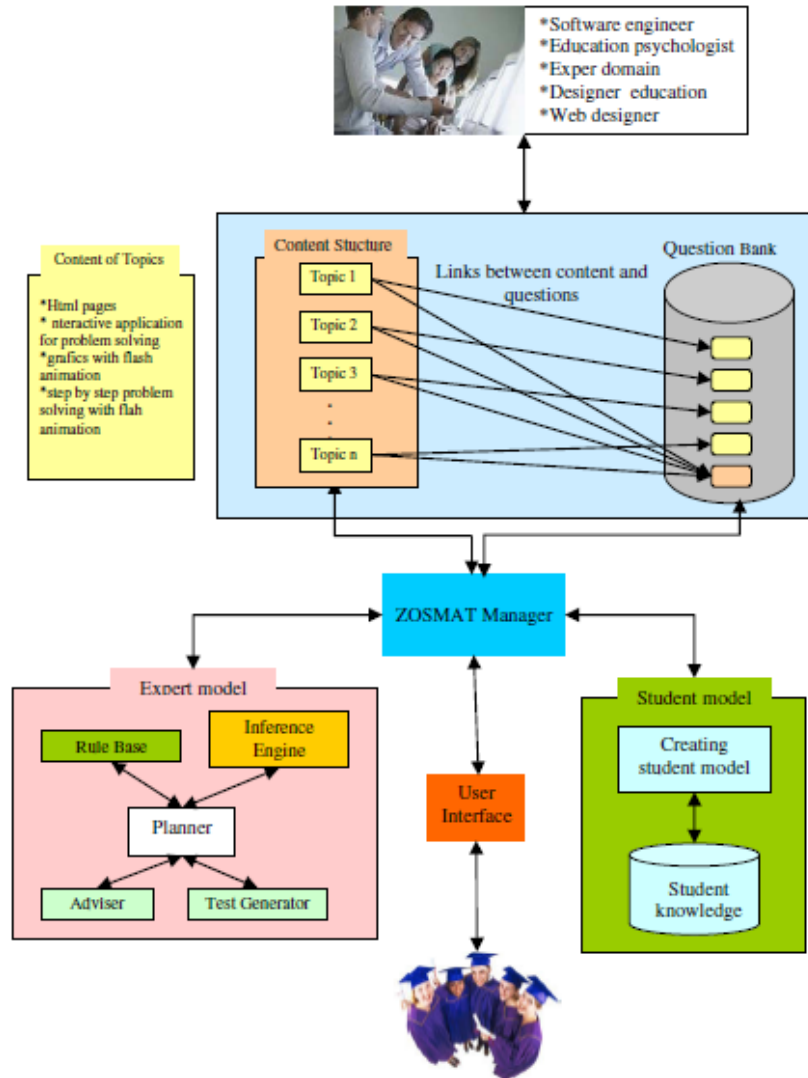 *Software engineer
*Education psychologist
*Exper domain
*Designer education
*Web designer
Content of Topics
*Html pages
* nteractive application
for problem solving
*grafics with flash
animation
*step by step problem
solving with flah
animation
Content Stucture
Topic 1
Topic 2
Topic 3
.
.
.
Topic n
Links between content and
questions
Question Bank
ZOSMAT Manager
Expert model
Rule Base
Inference
Engine
Planner
Adviser
Test Generator
User
Interface
Student model
Creating
student model
Student
knowledge